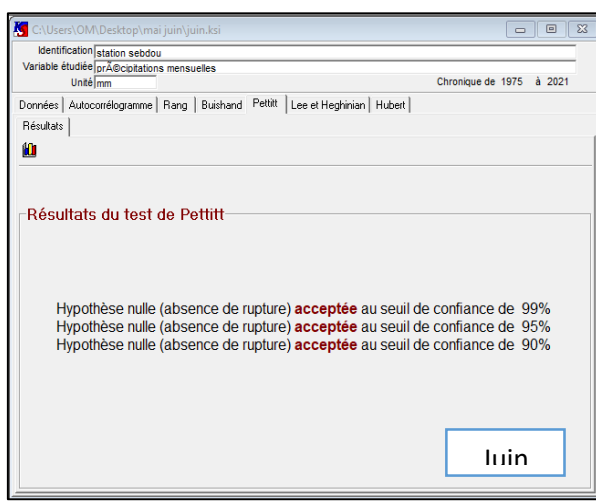 C:\Users\OM\Desktop\mai juin\juin.ksi
Identification station sebdou
Variable étudiée prÃ©cipitations mensuelles
Unité mm Chronique de 1975 à 2021
Données Autocorrélogramme Rang Buishand Pettitt Lee et Heghinian Hubert
Résultats
Résultats du test de Pettitt
Hypothèse nulle (absence de rupture) acceptée au seuil de confiance de 99%
Hypothèse nulle (absence de rupture) acceptée au seuil de confiance de 95%
Hypothèse nulle (absence de rupture) acceptée au seuil de confiance de 90%
Juin